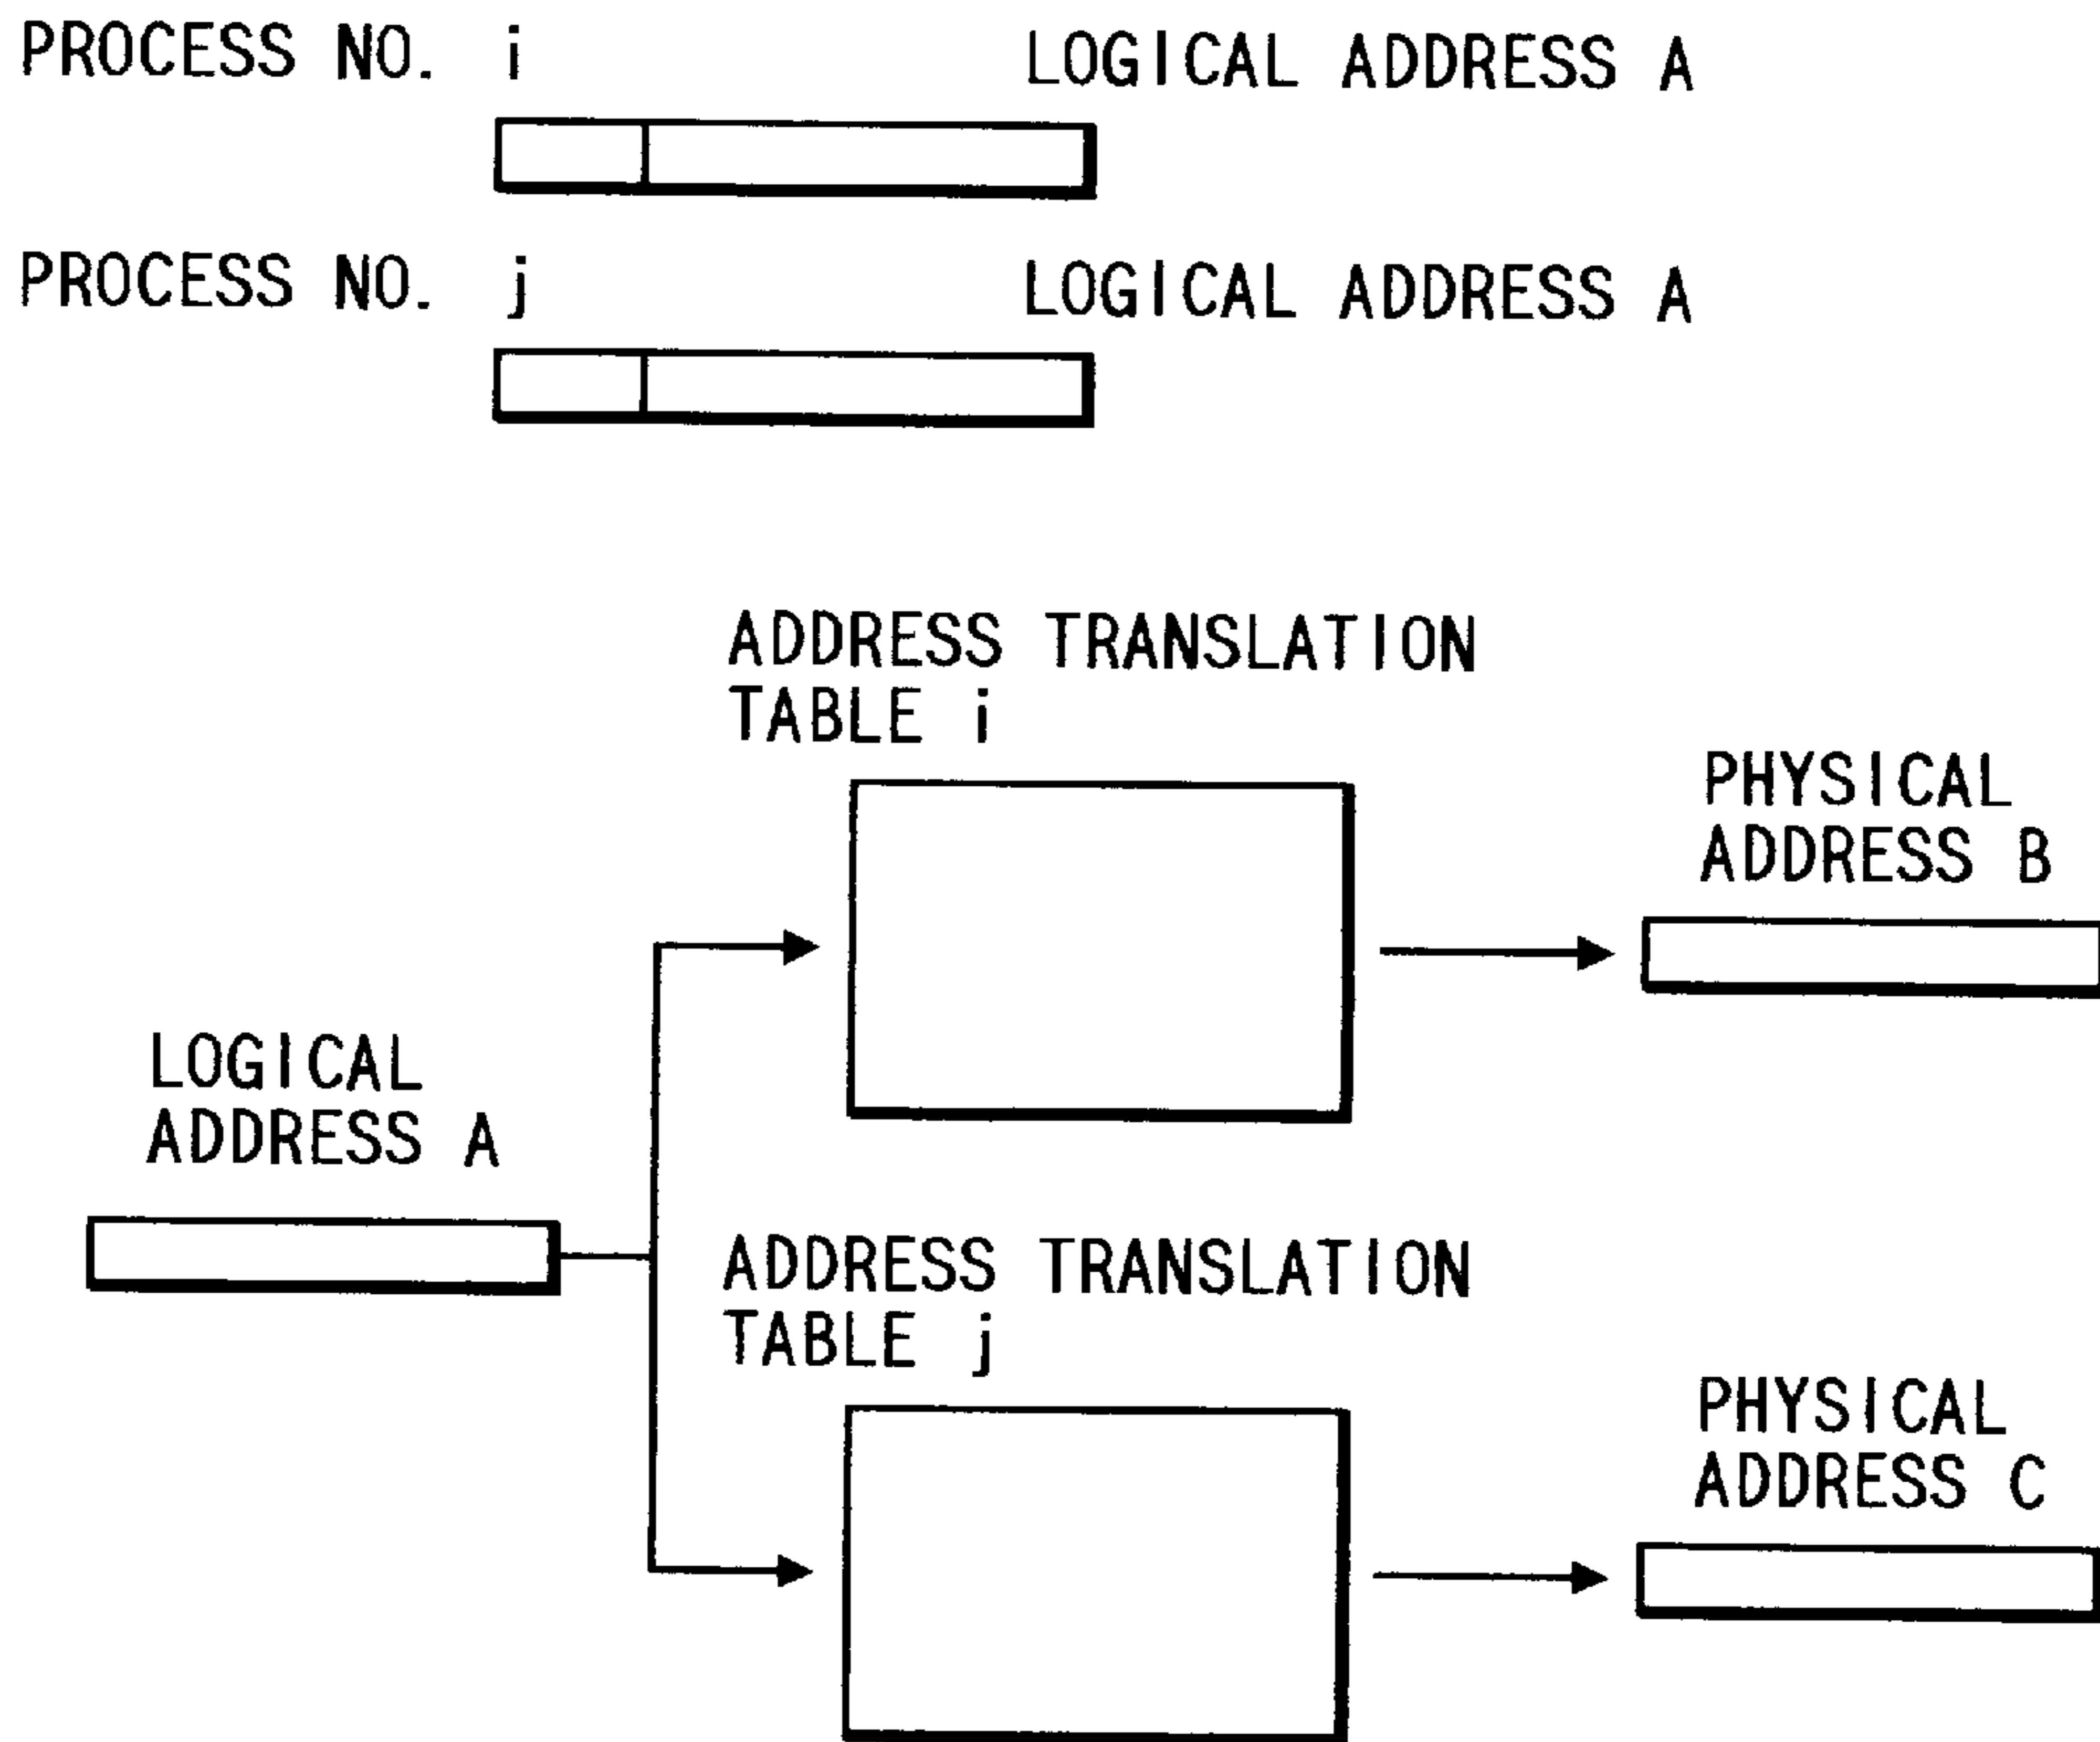 PROCESS NO. i LOGICAL ADDRESS A
PROCESS NO. j LOGICAL ADDRESS A
ADDRESS TRANSLATION
TABLE i
PHYSICAL
ADDRESS B
LOGICAL
ADDRESS A
ADDRESS TRANSLATION
TABLE j
PHYSICAL
ADDRESS C